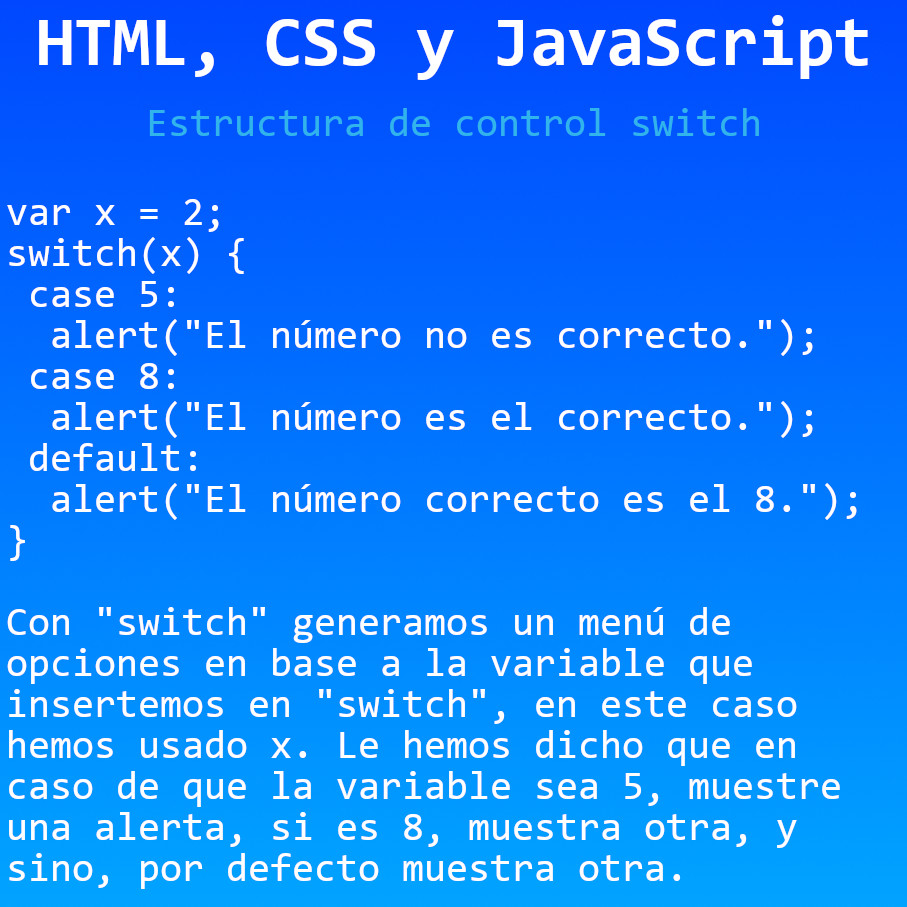 HTML, CSS y JavaScript
Estructura de control switch
var x = 2;
switch(x) {
 case 5:
  alert("El número no es correcto.");
 case 8:
  alert("El número es el correcto.");
 default:
  alert("El número correcto es el 8.");
}
Con "switch" generamos un menú de
opciones en base a la variable que
insertemos en "switch", en este caso
hemos usado x. Le hemos dicho que en
caso de que la variable sea 5, muestre
una alerta, si es 8, muestra otra, y
sino, por defecto muestra otra.